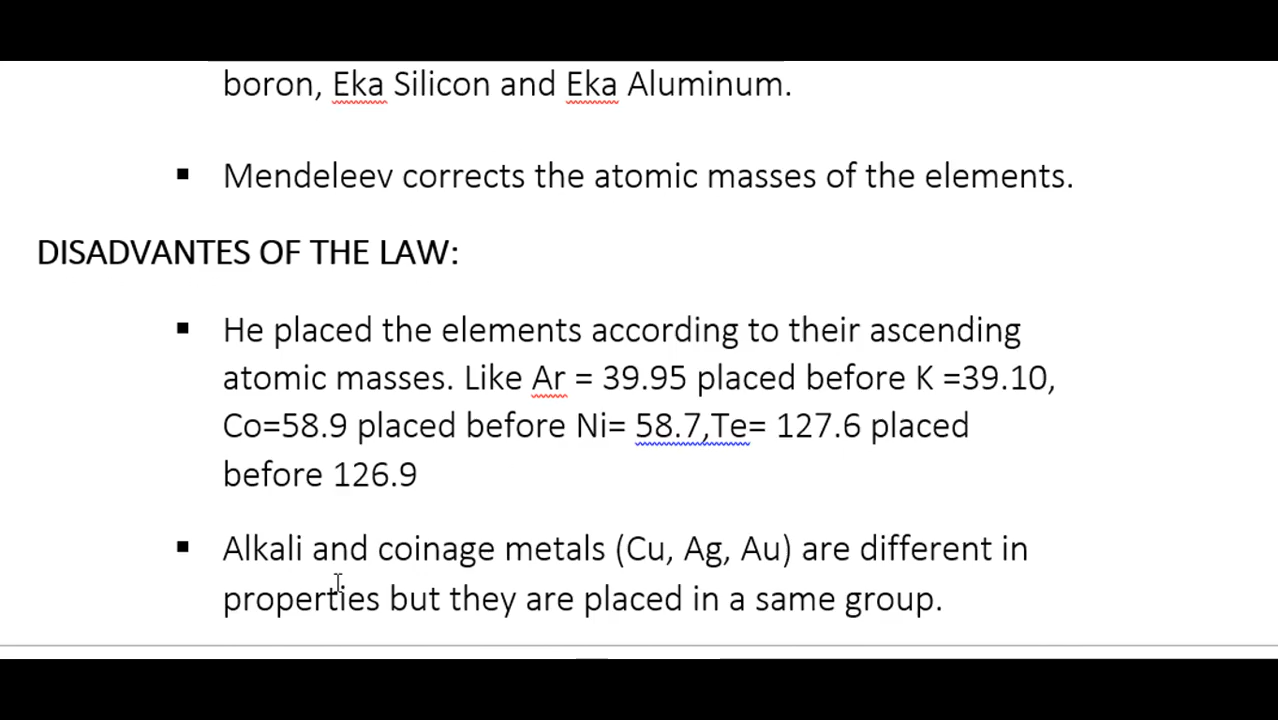 boron, Eka Silicon and Eka Aluminum.
▪ Mendeleev corrects the atomic masses of the elements.
DISADVANTES OF THE LAW:
▪ He placed the elements according to their ascending
atomic masses. Like Ar = 39.95 placed before K =39.10,
Co=58.9 placed before Ni= 58.7,Te= 127.6 placed
before 126.9
▪ Alkali and coinage metals (Cu, Ag, Au) are different in
properties but they are placed in a same group.